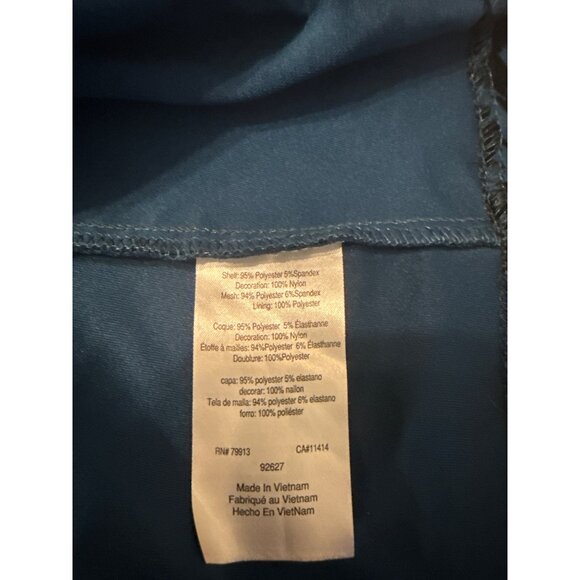 Shelf: 95% Polyester 5%Spandex
Decoration: 100% Nylon
Mesh: 94% Polyester 6%Spandex
Lining: 100% Polyester
Coque: 95% Polyester 5% Élasthanne
Decoration: 100% Nylon
Étoffe à mailles: 94%Polyester 6% Élasthanne
Doublure: 100%Polyester
capa: 95% polyester 5% elastano
decorar: 100% nailon
Tela de malla: 94% polyester 6% elastano
forro: 100% poliéster
RN# 79913 CA#11414
92627
Made In Vietnam
Fabriqué au Vietnam
Hecho En VietNam